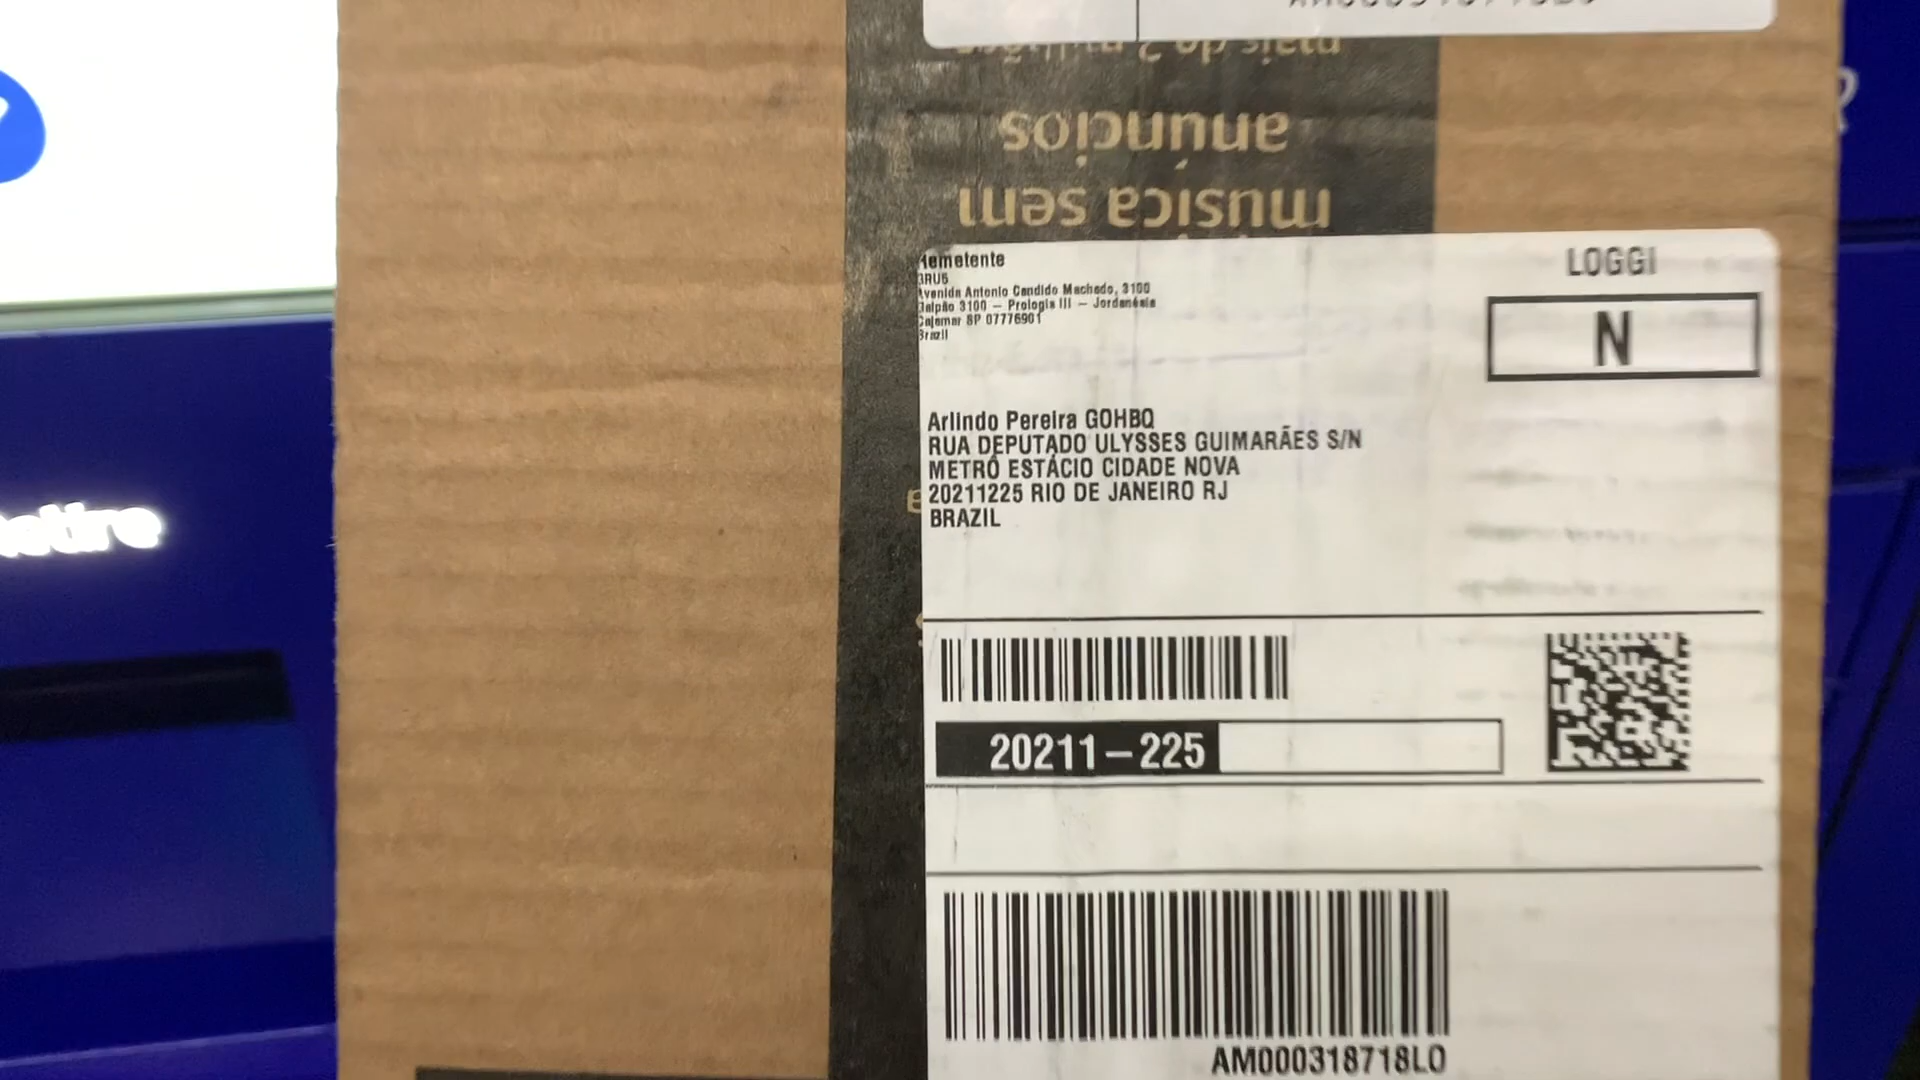 mais de 2 milhões
anúncios
música sem
LOGGI
N
Remetente
GRU5
Avenida Antonio Candido Machado, 3100
Galpão 3100 – Prologis III – Jordanésia
Cajamar SP 07776901
Brazil
Arlindo Pereira GOHBQ
RUA DEPUTADO ULYSSES GUIMARÃES S/N
METRÔ ESTÁCIO CIDADE NOVA
20211225 RIO DE JANEIRO RJ
BRAZIL
20211-225
AM000318718LO